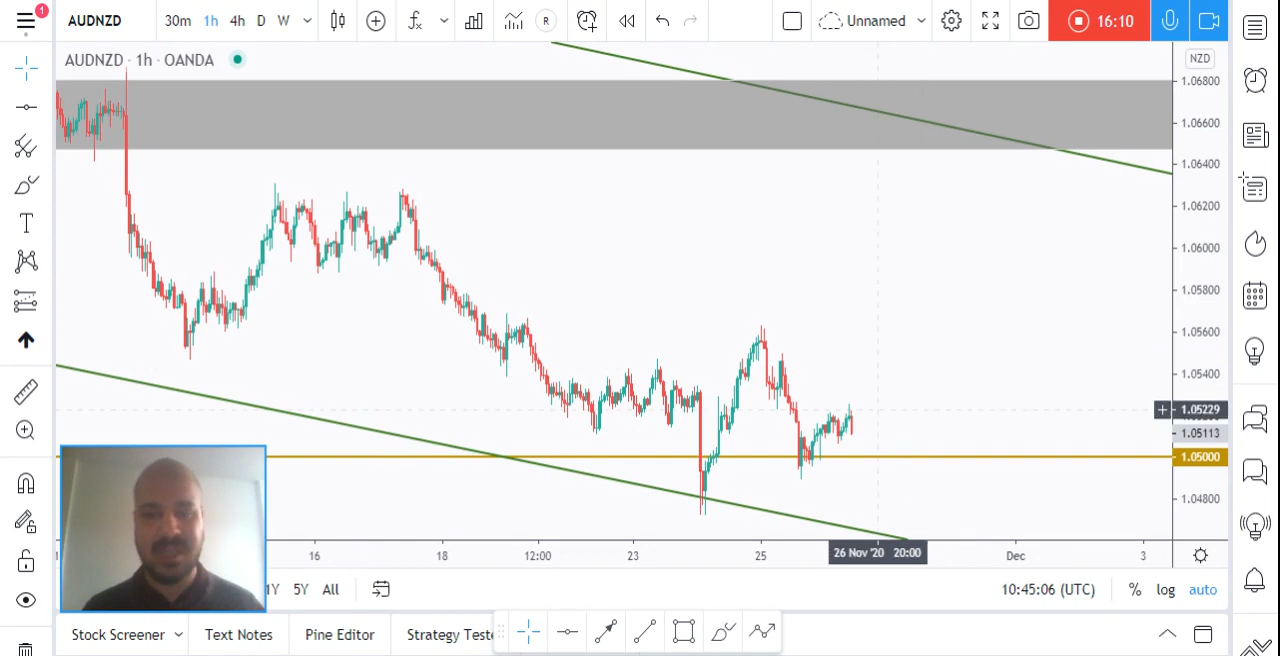 1
AUDNZD 30m 1h 4h D W R Unnamed 16:10
AUDNZD · 1h · OANDA
NZD
1.06800
1.06600
1.06400
1.06200
1.06000
1.05800
1.05600
1.05400
1.05229
1.05113
1.05000
1.04800
16 18 12:00 23 25 26 Nov '20 20:00 Dec 3
1Y 5Y All 10:45:06 (UTC) % log auto
Stock Screener Text Notes Pine Editor Strategy Teste